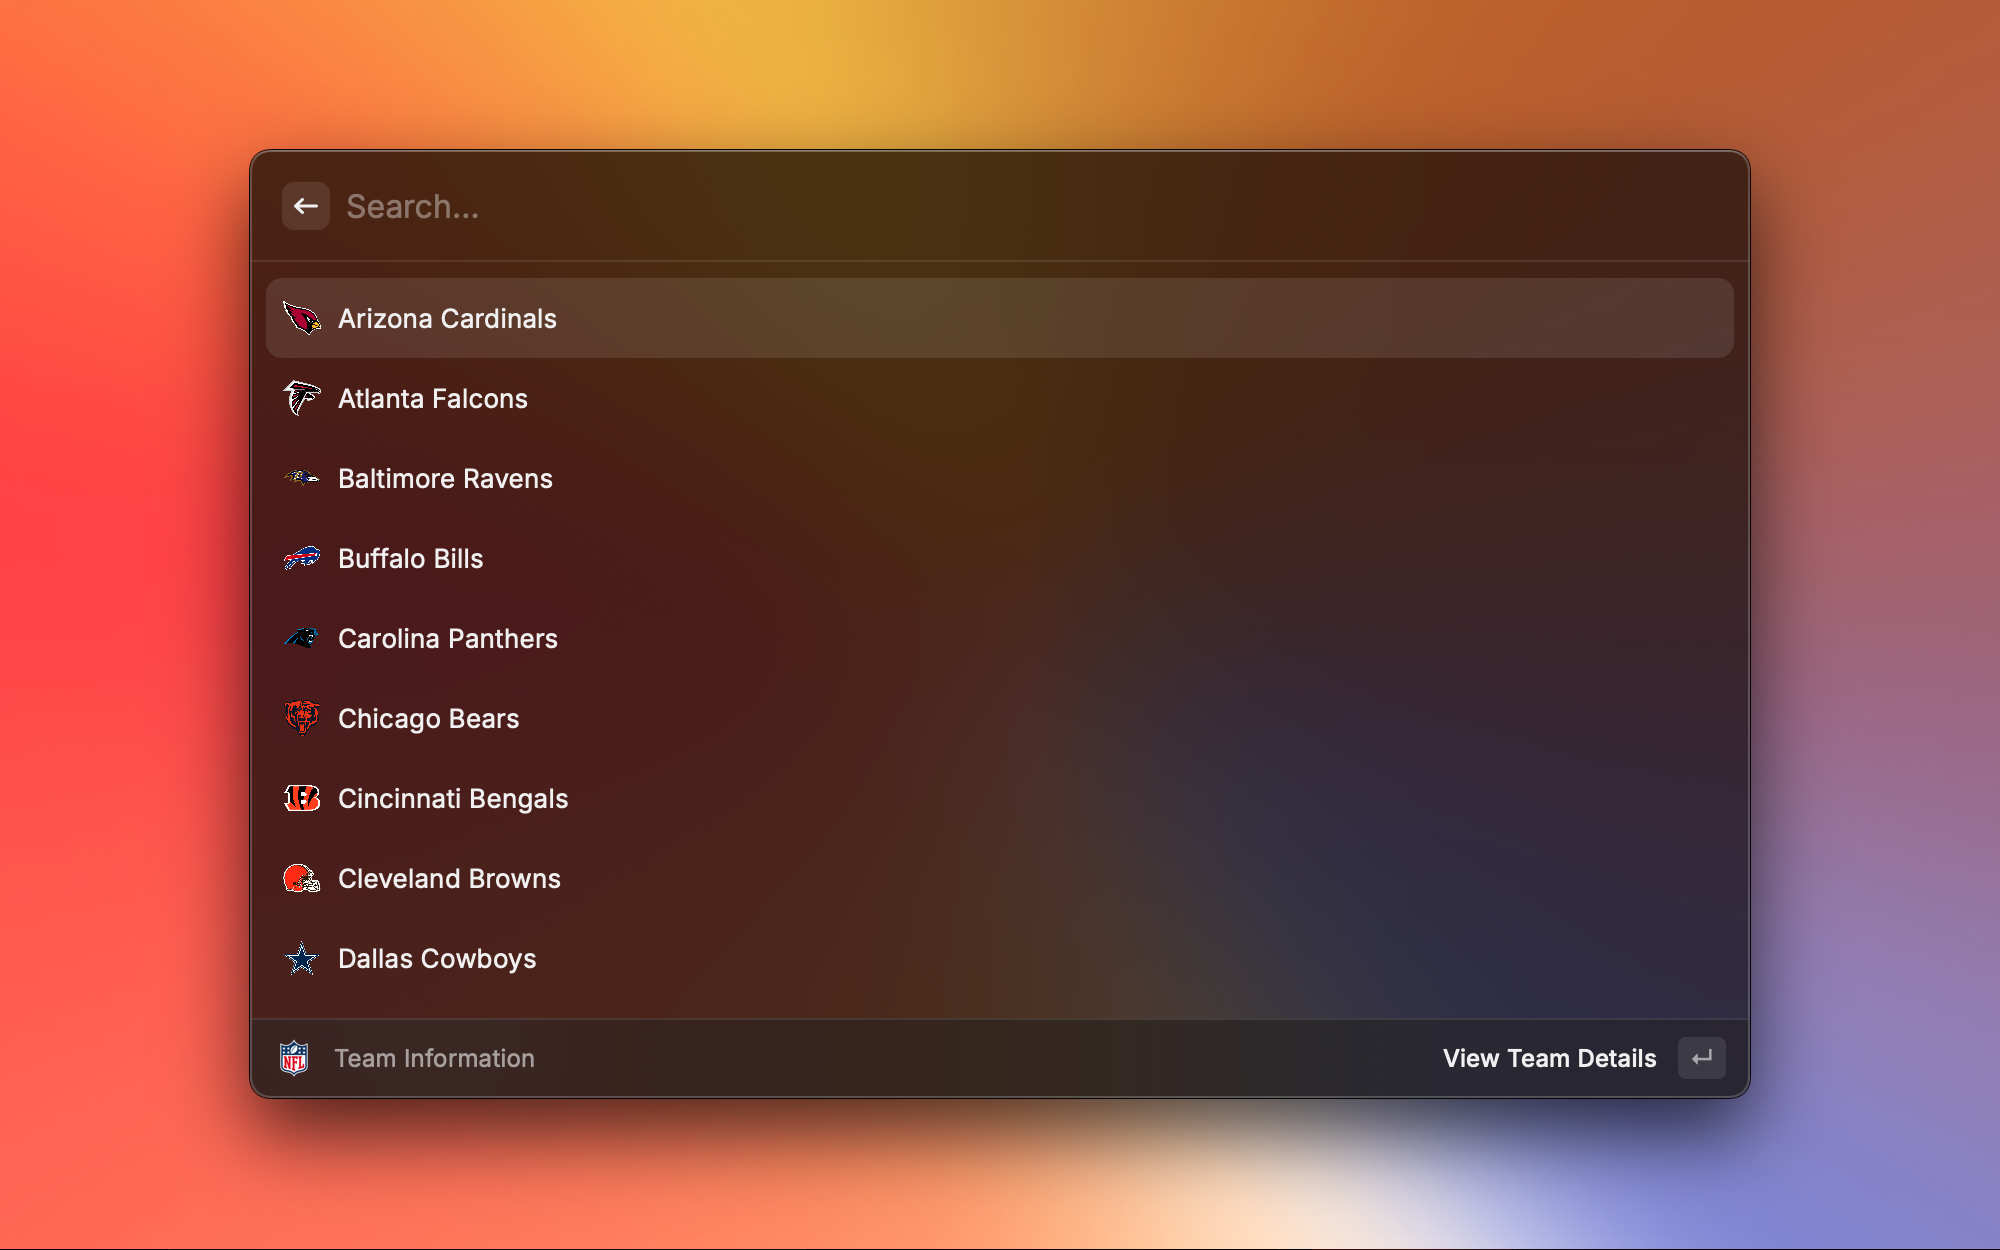 Search...
Arizona Cardinals
Atlanta Falcons
Baltimore Ravens
Buffalo Bills
Carolina Panthers
Chicago Bears
Cincinnati Bengals
Cleveland Browns
Dallas Cowboys
NFL Team Information View Team Details